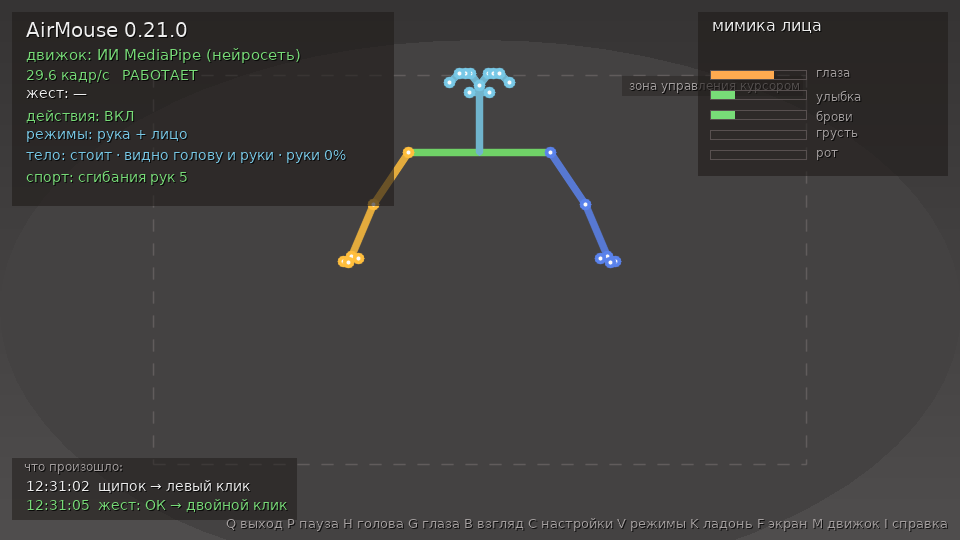 AirMouse 0.21.0
движок: ИИ MediaPipe (нейросеть)
29.6 кадр/с РАБОТАЕТ
жест: —
действия: ВКЛ
режимы: рука + лицо
тело: стоит · видно голову и руки · руки 0%
спорт: сгибания рук 5
мимика лица
глаза
зона управления курсором
улыбка
брови
грусть
рот
что произошло:
12:31:02 щипок → левый клик
12:31:05 жест: ОК → двойной клик
Q выход P пауза H голова G глаза B взгляд C настройки V режимы K ладонь F экран M движок I справка